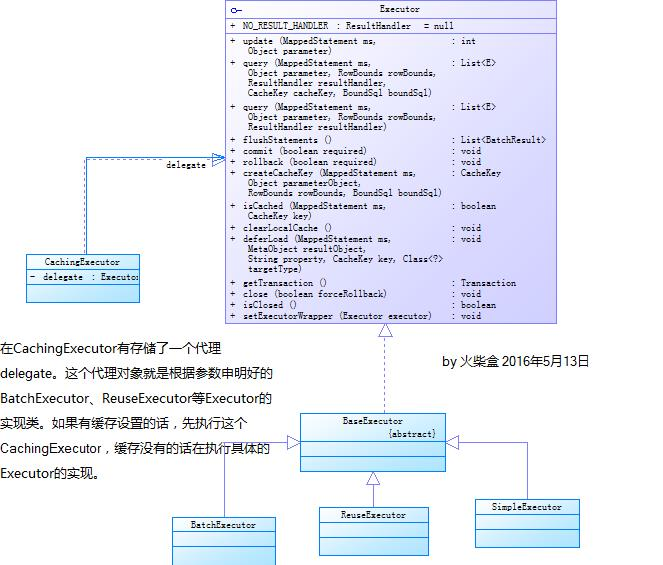 Executor
+ NO_RESULT_HANDLER : ResultHandler = null
+ update (MappedStatement ms, : int
Object parameter)
+ query (MappedStatement ms, : List<E>
Object parameter, RowBounds rowBounds,
ResultHandler resultHandler,
CacheKey cacheKey, BoundSql boundSql)
+ query (MappedStatement ms, : List<E>
Object parameter, RowBounds rowBounds,
ResultHandler resultHandler)
+ flushStatements () : List<BatchResult>
+ commit (boolean required) : void
+ rollback (boolean required) : void
+ createCacheKey (MappedStatement ms, : CacheKey
Object parameterObject,
RowBounds rowBounds, BoundSql boundSql)
+ isCached (MappedStatement ms, : boolean
CacheKey key)
+ clearLocalCache () : void
+ deferLoad (MappedStatement ms, : void
MetaObject resultObject,
String property, CacheKey key, Class<?>
targetType)
+ getTransaction () : Transaction
+ close (boolean forceRollback) : void
+ isClosed () : boolean
+ setExecutorWrapper (Executor executor) : void
delegate
CachingExecutor
- delegate : Executor
在CachingExecutor有存储了一个代理
delegate。这个代理对象就是根据参数申明好的
BatchExecutor、ReuseExecutor等Executor的
实现类。如果有缓存设置的话，先执行这个
CachingExecutor，缓存没有的话在执行具体的
Executor的实现。
by 火柴盒 2016年5月13日
BaseExecutor
{abstract}
BatchExecutor
ReuseExecutor
SimpleExecutor